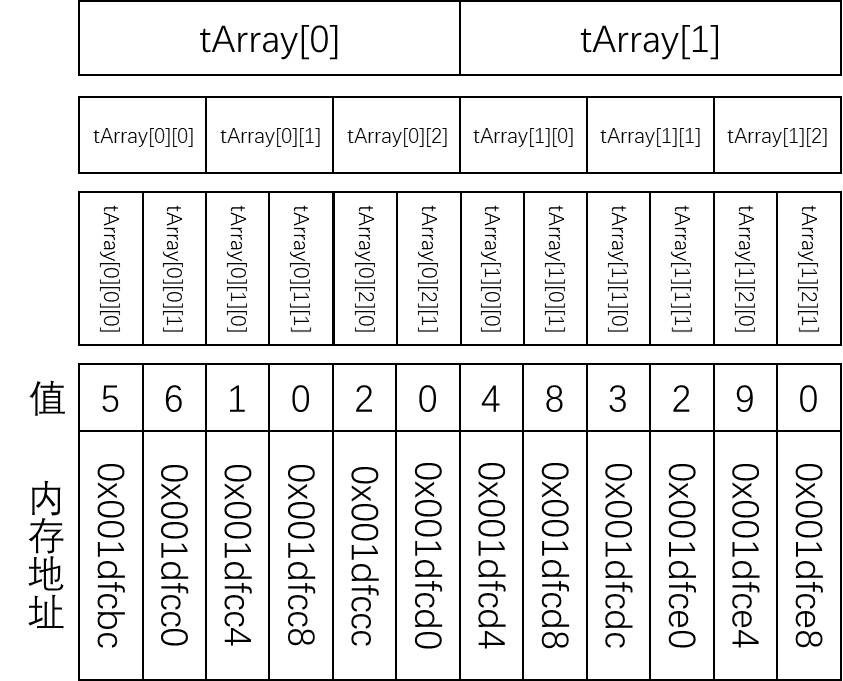 tArray[0] tArray[1]
tArray[0][0] tArray[0][1] tArray[0][2] tArray[1][0] tArray[1][1] tArray[1][2]
tArray[0][0][0] tArray[0][0][1] tArray[0][1][0] tArray[0][1][1] tArray[0][2][0] tArray[0][2][1] tArray[1][0][0] tArray[1][0][1] tArray[1][1][0] tArray[1][1][1] tArray[1][2][0] tArray[1][2][1]
值 5 6 1 0 2 0 4 8 3 2 9 0
内存地址 0x001dfcbc 0x001dfcc0 0x001dfcc4 0x001dfcc8 0x001dfccc 0x001dfcd0 0x001dfcd4 0x001dfcd8 0x001dfcdc 0x001dfce0 0x001dfce4 0x001dfce8